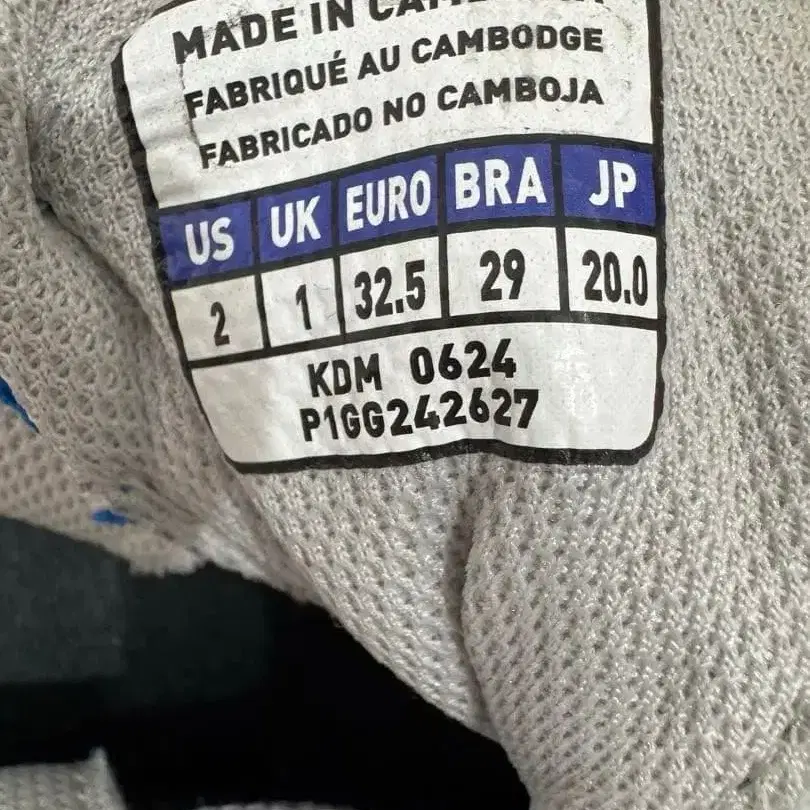 MADE IN
FABRIQUÉ AU CAMBODGE
FABRICADO NO CAMBOJA
US UK EURO BRA JP
2 1 32.5 29 20.0
KDM 0624
P1GG242627